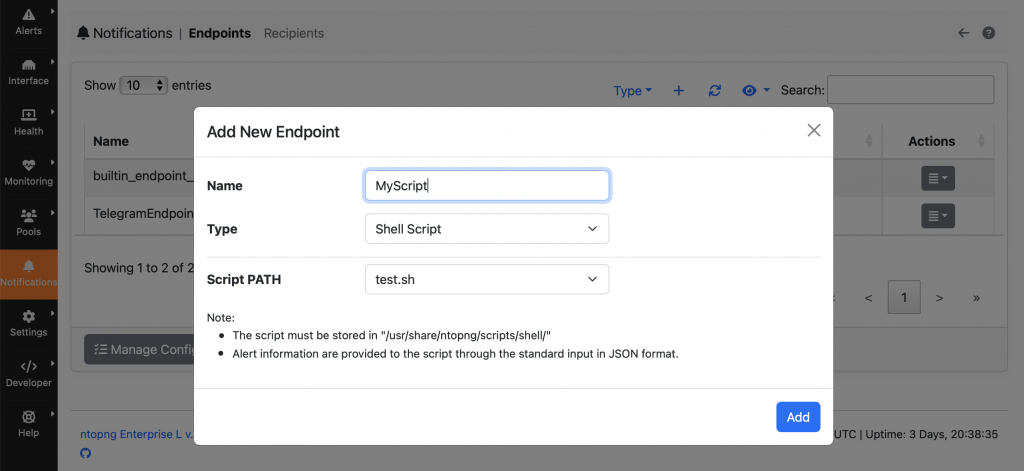 Alerts
Interface
Health
Monitoring
Pools
Notifications
Settings
Developer
Help
Notifications | Endpoints Recipients
Show 10 entries
Type Search:
Name Actions
builtin_endpoint_
TelegramEndpoin
Showing 1 to 2 of 2
< 1 > »
Manage Config
ntopng Enterprise L v.
UTC | Uptime: 3 Days, 20:38:35
Add New Endpoint
Name MyScript
Type Shell Script
Script PATH test.sh
Note:
• The script must be stored in "/usr/share/ntopng/scripts/shell/"
• Alert information are provided to the script through the standard input in JSON format.
Add